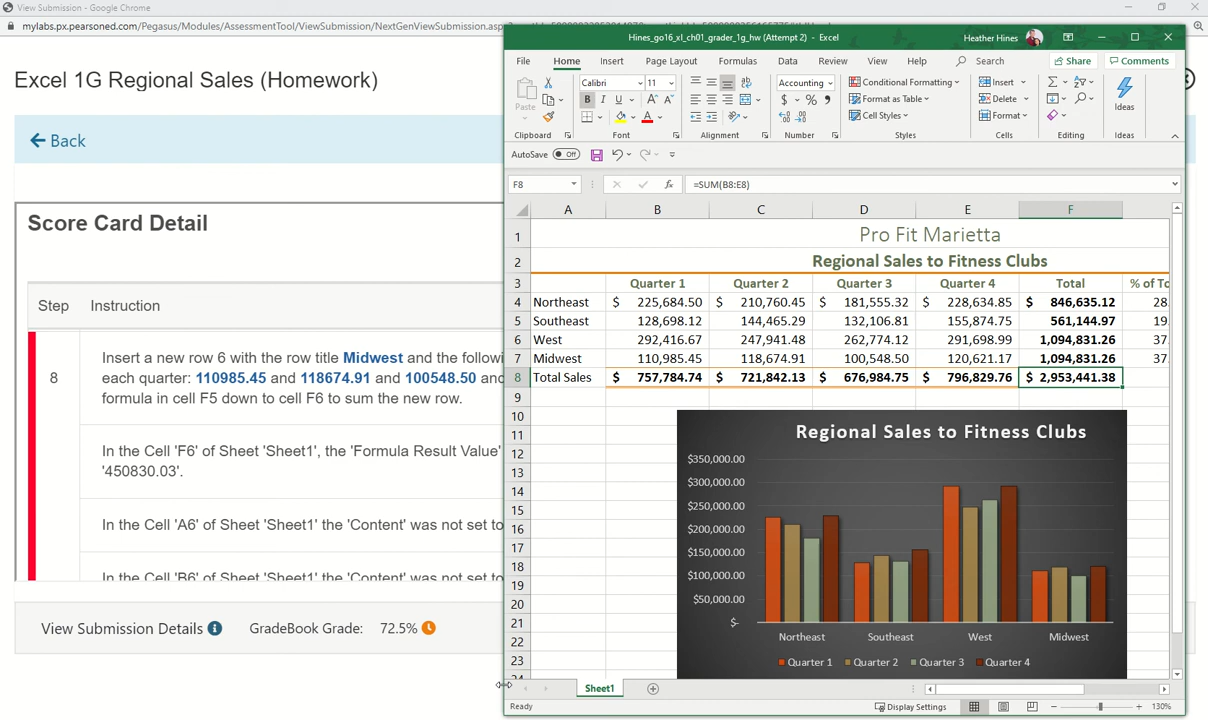 View Submission - Google Chrome
mylabs.px.pearsoned.com/Pegasus/Modules/AssessmentTool/ViewSubmission/NextGenViewSubmission.asp
Excel 1G Regional Sales (Homework)
Back
Score Card Detail
Step Instruction
8
Insert a new row 6 with the row title Midwest and the followi
each quarter: 110985.45 and 118674.91 and 100548.50 and
formula in cell F5 down to cell F6 to sum the new row.
In the Cell 'F6' of Sheet 'Sheet1', the 'Formula Result Value'
'450830.03'.
In the Cell 'A6' of Sheet 'Sheet1' the 'Content' was not set to
In the Cell 'B6' of Sheet 'Sheet1' the 'Content' was not set to
View Submission Details GradeBook Grade: 72.5%
Hines_go16_xl_ch01_grader_1g_hw (Attempt 2) - Excel
Heather Hines
File Home Insert Draw Page Layout Formulas Data Review View Help Search Share Comments
Paste
Calibri 11
B I U
Accounting
$ % ,
Conditional Formatting
Format as Table
Cell Styles
Insert
Delete
Format
Ideas
Clipboard Font Alignment Number Styles Cells Editing Ideas
AutoSave Off
F8 fx =SUM(B8:E8)
A B C D E F
1 Pro Fit Marietta
2 Regional Sales to Fitness Clubs
3 Quarter 1 Quarter 2 Quarter 3 Quarter 4 Total % of To
4 Northeast $ 225,684.50 $ 210,760.45 $ 181,555.32 $ 228,634.85 $ 846,635.12 28.
5 Southeast 128,698.12 144,465.29 132,106.81 155,874.75 561,144.97 19.
6 West 292,416.67 247,941.48 262,774.12 291,698.99 1,094,831.26 37.
7 Midwest 110,985.45 118,674.91 100,548.50 120,621.17 1,094,831.26 37.
8 Total Sales $ 757,784.74 $ 721,842.13 $ 676,984.75 $ 796,829.76 $ 2,953,441.38
9
10
11
12
13
14
15
16
17
18
19
20
21
22
23
24
Regional Sales to Fitness Clubs
$350,000.00
$300,000.00
$250,000.00
$200,000.00
$150,000.00
$100,000.00
$50,000.00
$-
Northeast Southeast West Midwest
Quarter 1 Quarter 2 Quarter 3 Quarter 4
Sheet1
Ready Display Settings 130%